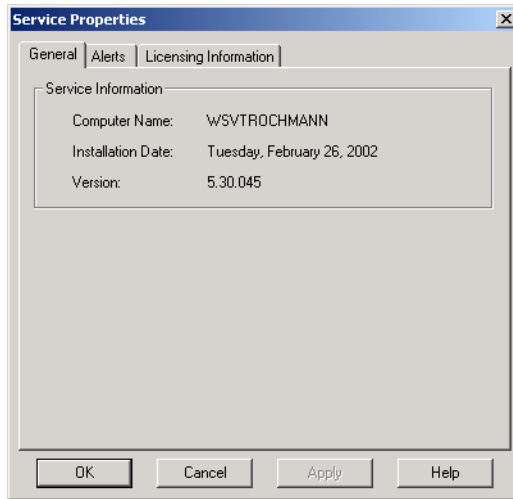 Service Properties
General Alerts Licensing Information
Service Information
Computer Name: WSVTROCHMANN
Installation Date: Tuesday, February 26, 2002
Version: 5.30.045
OK Cancel Apply Help